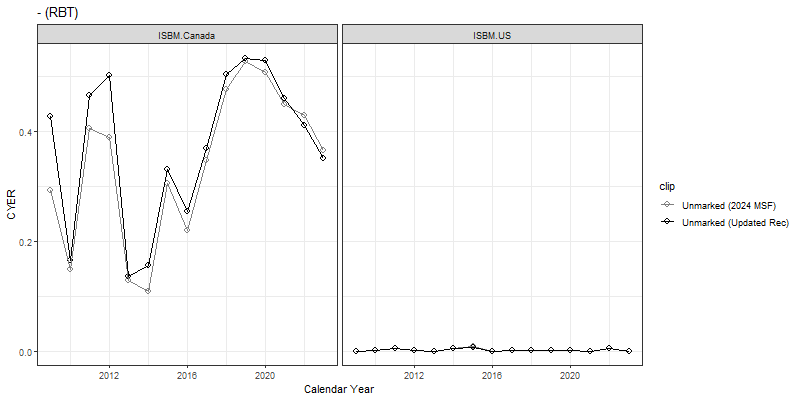 - (RBT)
ISBM.Canada
ISBM.US
CYER
0.4
0.2
0.0
2012
2016
2020
2012
2016
2020
Calendar Year
clip
Unmarked (2024 MSF)
Unmarked (Updated Rec)